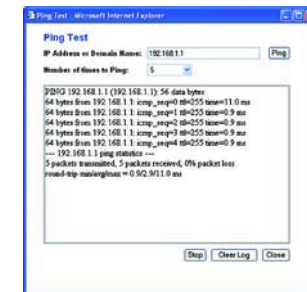 Ping Test - Microsoft Internet Explorer
Ping Test
IP Address or Domain Name: 192.168.1.1 Ping
Number of times to Ping: 5
PING 192.168.1.1 (192.168.1.1): 56 data bytes
64 bytes from 192.168.1.1: icmp_seq=0 ttl=255 time=11.0 ms
64 bytes from 192.168.1.1: icmp_seq=1 ttl=255 time=0.9 ms
64 bytes from 192.168.1.1: icmp_seq=2 ttl=255 time=0.9 ms
64 bytes from 192.168.1.1: icmp_seq=3 ttl=255 time=0.9 ms
64 bytes from 192.168.1.1: icmp_seq=4 ttl=255 time=0.9 ms
--- 192.168.1.1 ping statistics ---
5 packets transmitted, 5 packets received, 0% packet loss
round-trip min/avg/max = 0.9/2.9/11.0 ms
Stop Clear Log Close